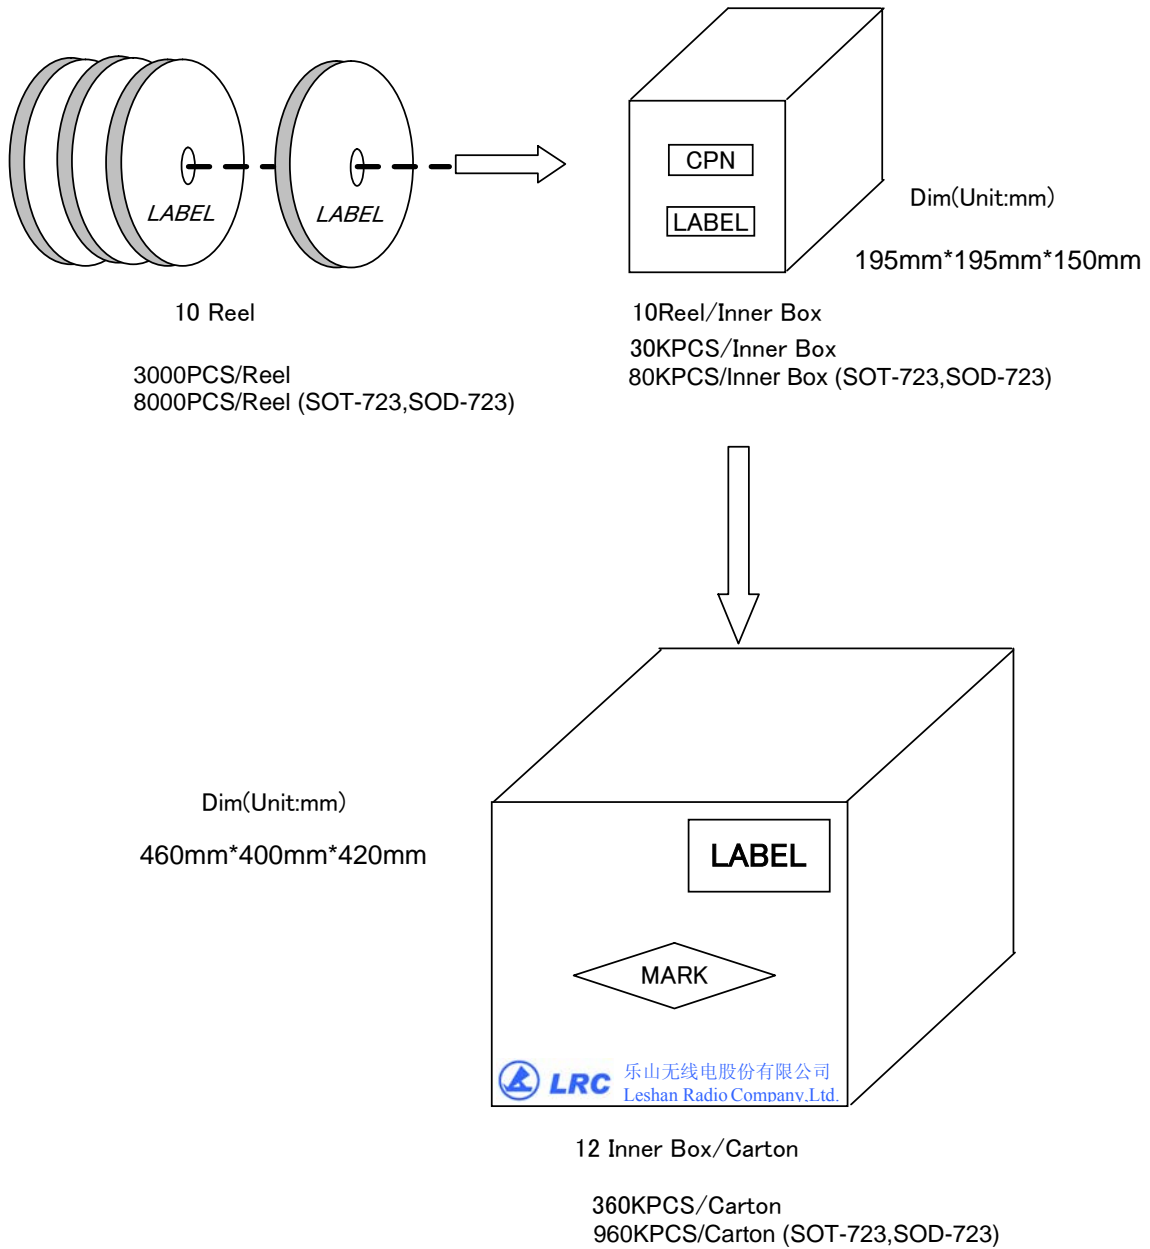 LABEL
LABEL
10 Reel
3000PCS/Reel
8000PCS/Reel (SOT-723,SOD-723)
CPN
LABEL
Dim(Unit:mm)
195mm*195mm*150mm
10Reel/Inner Box
30KPCS/Inner Box
80KPCS/Inner Box (SOT-723,SOD-723)
Dim(Unit:mm)
460mm*400mm*420mm
LABEL
MARK
LRC
乐山无线电股份有限公司
Leshan Radio Company,Ltd.
12 Inner Box/Carton
360KPCS/Carton
960KPCS/Carton (SOT-723,SOD-723)